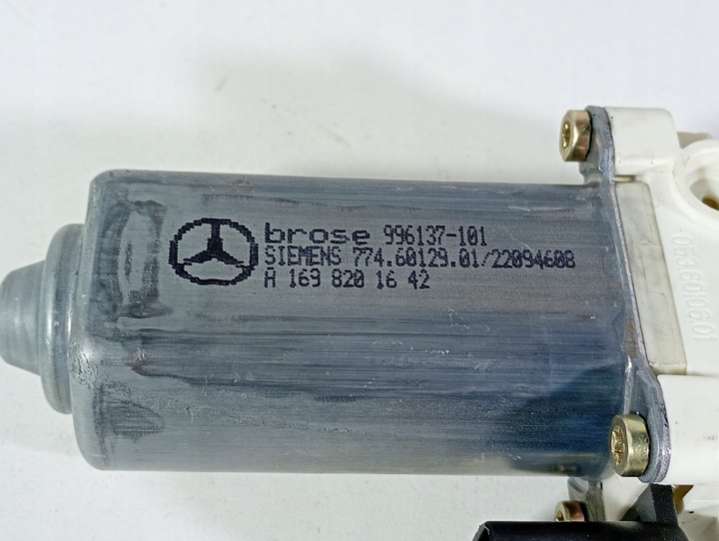 brose 996137-101
SIEMENS 774.60129.01/22094608
A 169 820 16 42